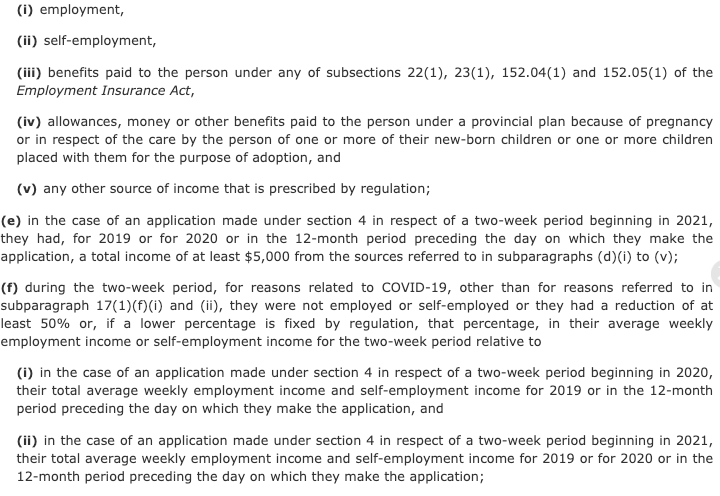 (i) employment,
(ii) self-employment,
(iii) benefits paid to the person under any of subsections 22(1), 23(1), 152.04(1) and 152.05(1) of the
Employment Insurance Act,
(iv) allowances, money or other benefits paid to the person under a provincial plan because of pregnancy
or in respect of the care by the person of one or more of their new-born children or one or more children
placed with them for the purpose of adoption, and
(v) any other source of income that is prescribed by regulation;
(e) in the case of an application made under section 4 in respect of a two-week period beginning in 2021,
they had, for 2019 or for 2020 or in the 12-month period preceding the day on which they make the
application, a total income of at least $5,000 from the sources referred to in subparagraphs (d)(i) to (v);
(f) during the two-week period, for reasons related to COVID-19, other than for reasons referred to in
subparagraph 17(1)(f)(i) and (ii), they were not employed or self-employed or they had a reduction of at
least 50% or, if a lower percentage is fixed by regulation, that percentage, in their average weekly
employment income or self-employment income for the two-week period relative to
(i) in the case of an application made under section 4 in respect of a two-week period beginning in 2020,
their total average weekly employment income and self-employment income for 2019 or in the 12-month
period preceding the day on which they make the application, and
(ii) in the case of an application made under section 4 in respect of a two-week period beginning in 2021,
their total average weekly employment income and self-employment income for 2019 or for 2020 or in the
12-month period preceding the day on which they make the application;